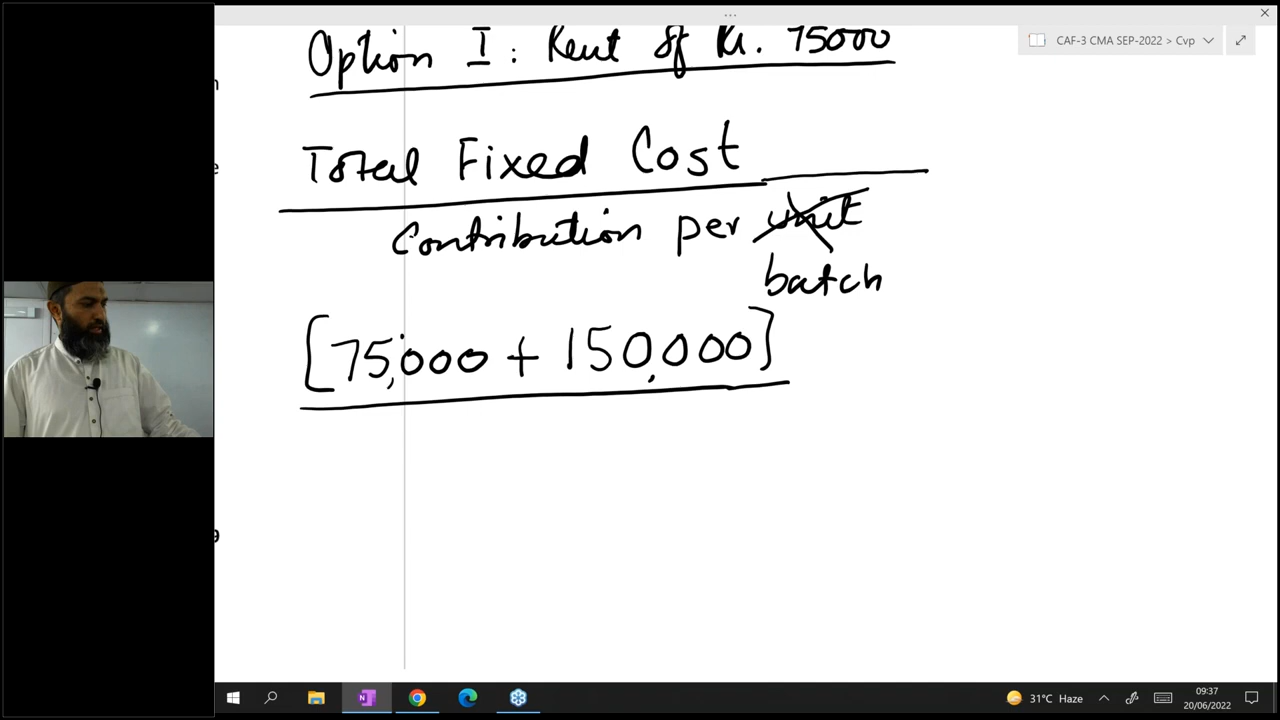 CAF-3 CMA SEP-2022 > Cvp
Option I : Rent of Rs. 75000
Total Fixed Cost
Contribution per unit
batch
[75,000 + 150,000]
31°C Haze
09:37
20/06/2022